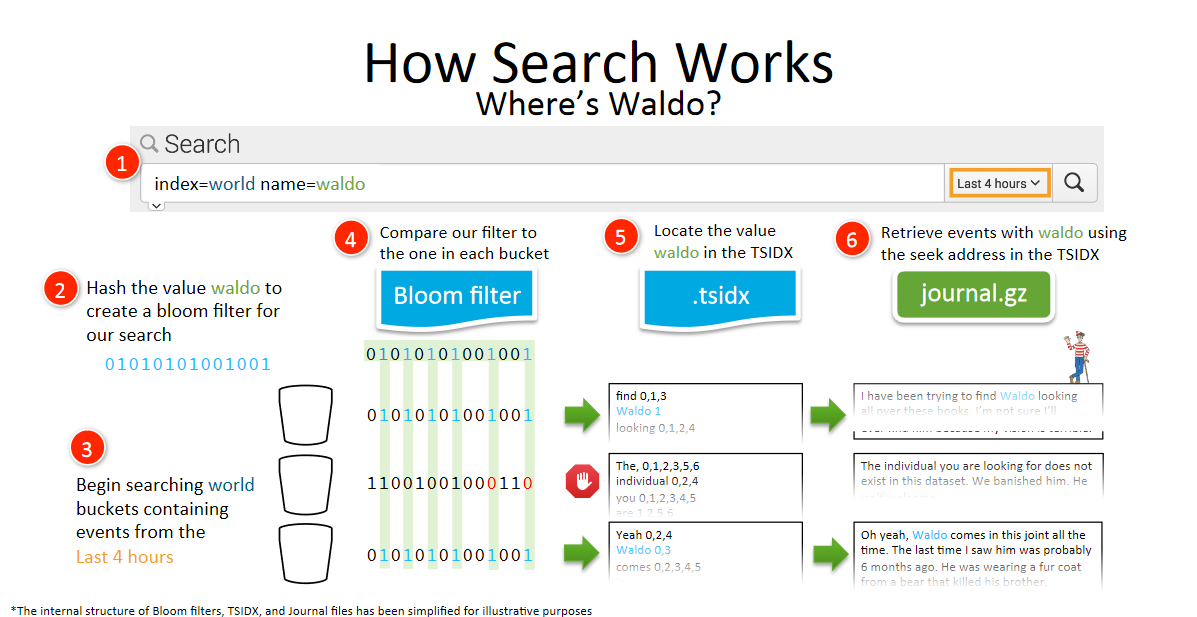 How Search Works
Where's Waldo?
Search
1
index=world name=waldo
Last 4 hours
2
Hash the value waldo to
create a bloom filter for
our search
01010101001001
3
Begin searching world
buckets containing
events from the
Last 4 hours
4
Compare our filter to
the one in each bucket
Bloom filter
01010101001001
01010101001001
11001001000110
01010101001001
5
Locate the value
waldo in the TSIDX
.tsidx
find 0,1,3
Waldo 1
looking 0,1,2,4
The, 0,1,2,3,5,6
individual 0,2,4
you 0,1,2,3,4,5
are 1,2,5,6
Yeah 0,2,4
Waldo 0,3
comes 0,2,3,4,5
6
Retrieve events with waldo using
the seek address in the TSIDX
journal.gz
I have been trying to find Waldo looking
all over these books. I'm not sure I'll
ever find him because my vision is terrible.
The individual you are looking for does not
exist in this dataset. We banished him. He
Oh yeah, Waldo comes in this joint all the
time. The last time I saw him was probably
6 months ago. He was wearing a fur coat
from a bear that killed his brother.
*The internal structure of Bloom filters, TSIDX, and Journal files has been simplified for illustrative purposes